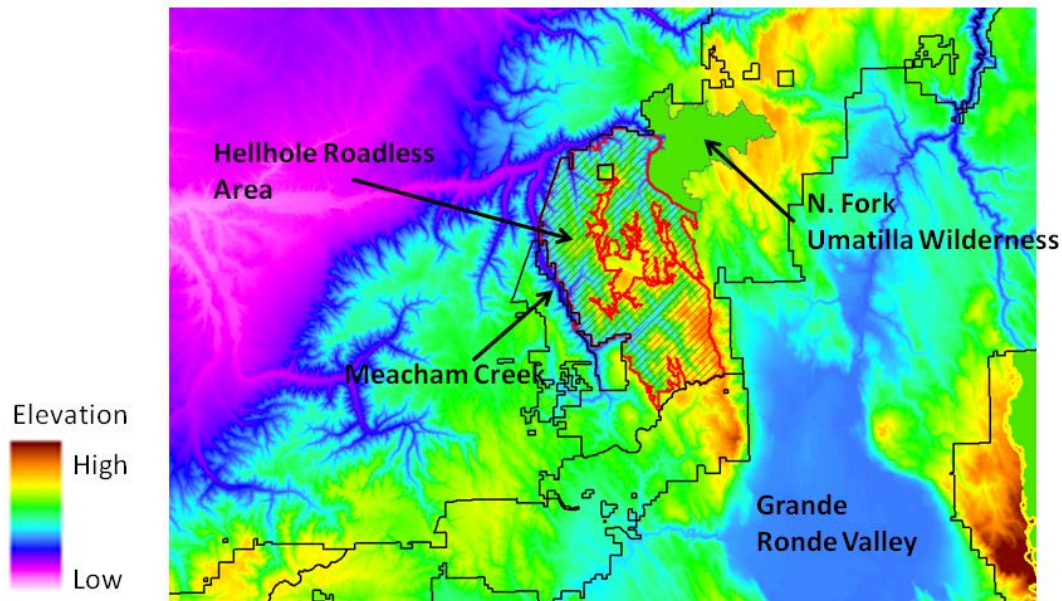 Hellhole Roadless
Area
N. Fork
Umatilla Wilderness
Meacham Creek
Elevation
High
Low
Grande
Ronde Valley